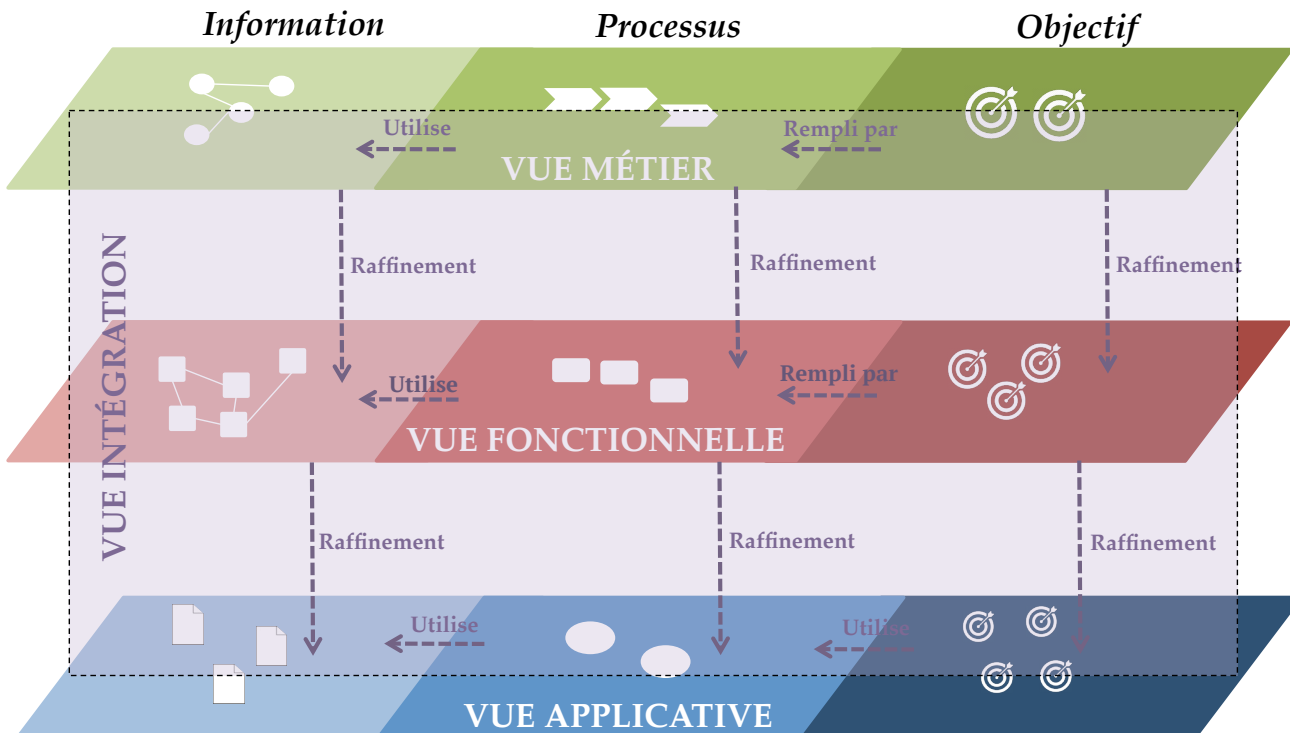 Information
Processus
Objectif
Utilise
Rempli par
VUE MÉTIER
Raffinement
Raffinement
Raffinement
VUE INTÉGRATION
Utilise
Rempli par
VUE FONCTIONNELLE
Raffinement
Raffinement
Raffinement
Utilise
Utilise
VUE APPLICATIVE